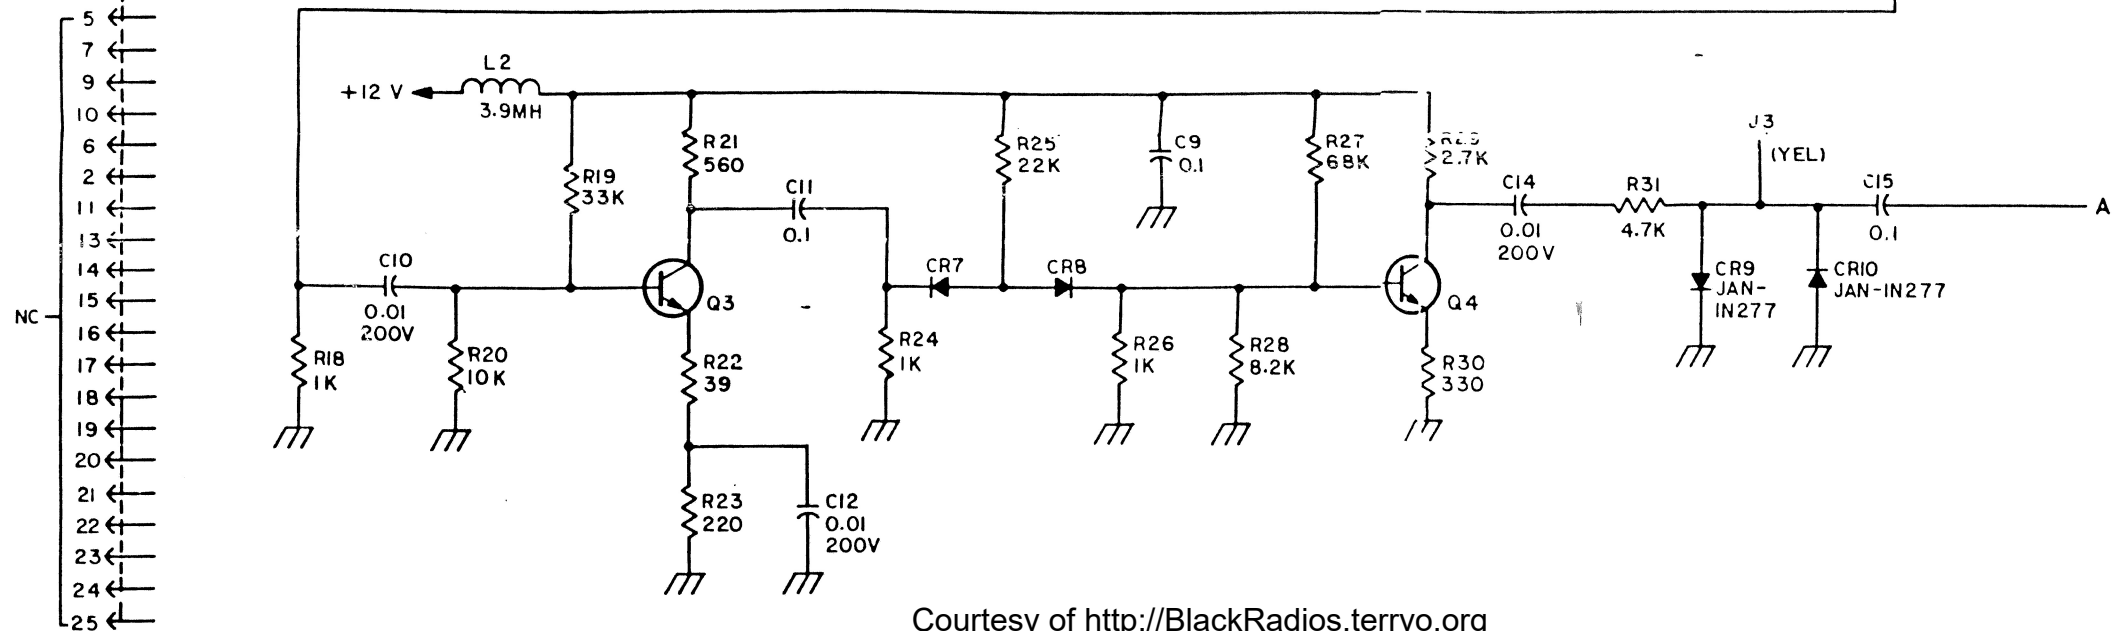 5
7
9
10
6
2
11
13
14
15
16
17
18
19
20
21
22
23
24
25
NC
+12 V
L2
3.9MH
R19
33K
R21
560
C11
0.1
R25
22K
C9
0.1
R27
68K
2.7K
C14
0.01
200V
R31
4.7K
J3
(YEL)
C15
0.1
A
C10
0.01
200V
Q3
CR7
CR8
Q4
CR9
JAN-
IN277
CR10
JAN-IN277
R18
1K
R20
10K
R22
39
R24
1K
R26
1K
R28
8.2K
R30
330
R23
220
C12
0.01
200V
Courtesy of http://BlackRadios.terryo.org